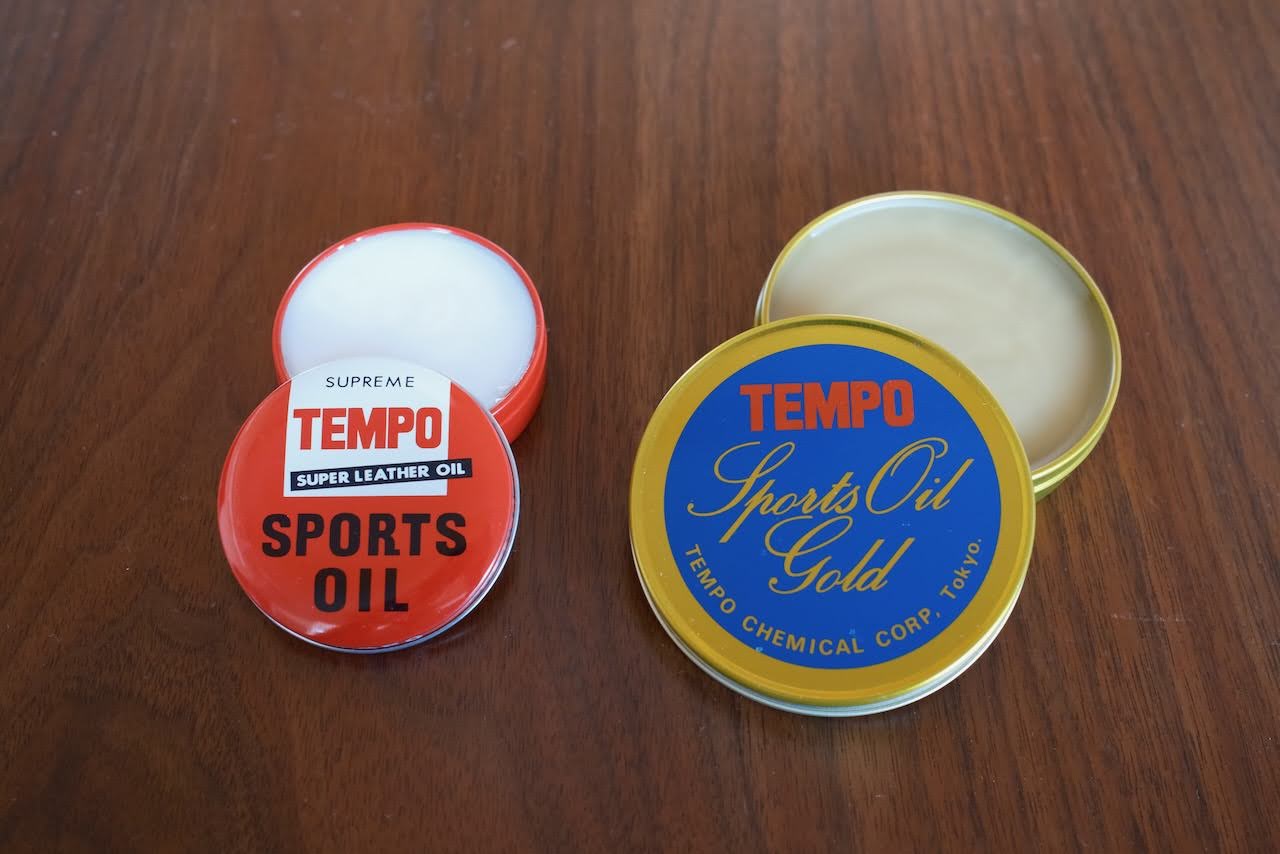 SUPREME
TEMPO
SUPER LEATHER OIL
SPORTS
OIL
TEMPO
Sports Oil
Gold
TEMPO CHEMICAL CORP, Tokyo.